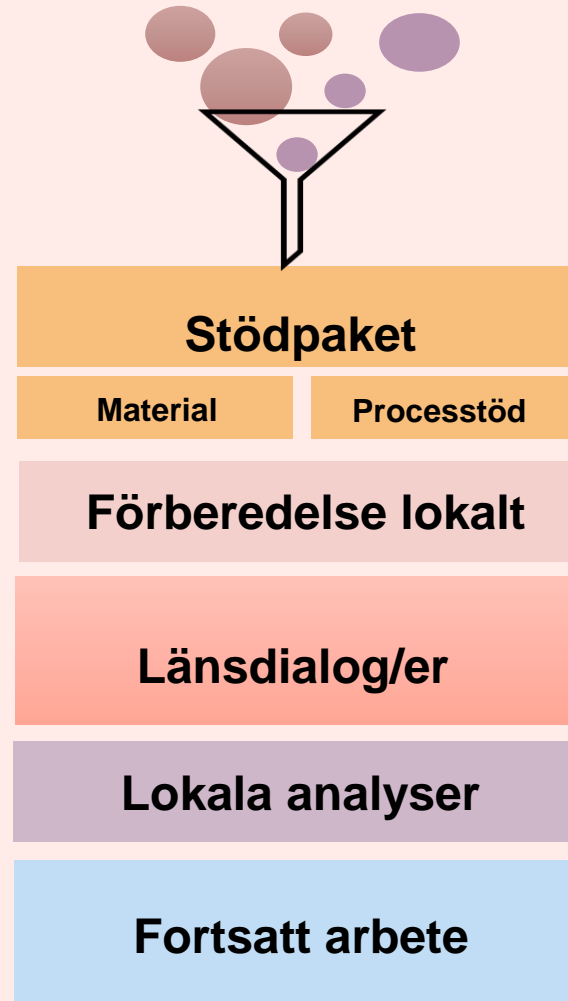 Stödpaket
Material
Processtöd
Förberedelse lokalt
Länsdialog/er
Lokala analyser
Fortsatt arbete